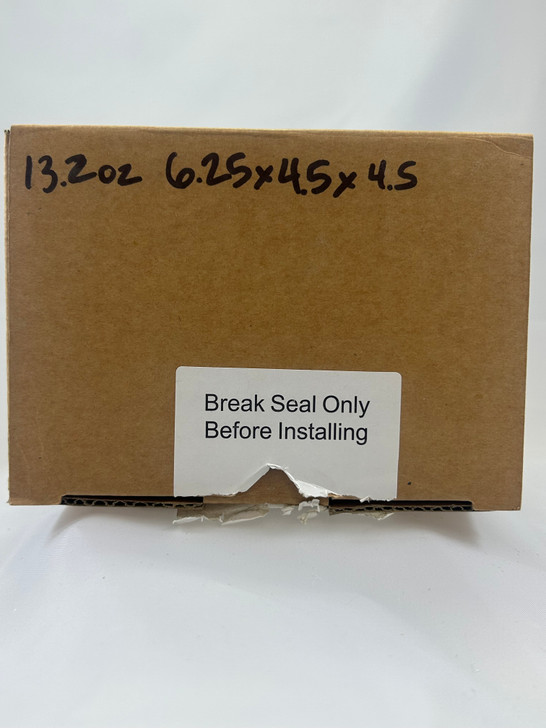 13.2oz 6.25x4.5x4.5
Break Seal Only
Before Installing